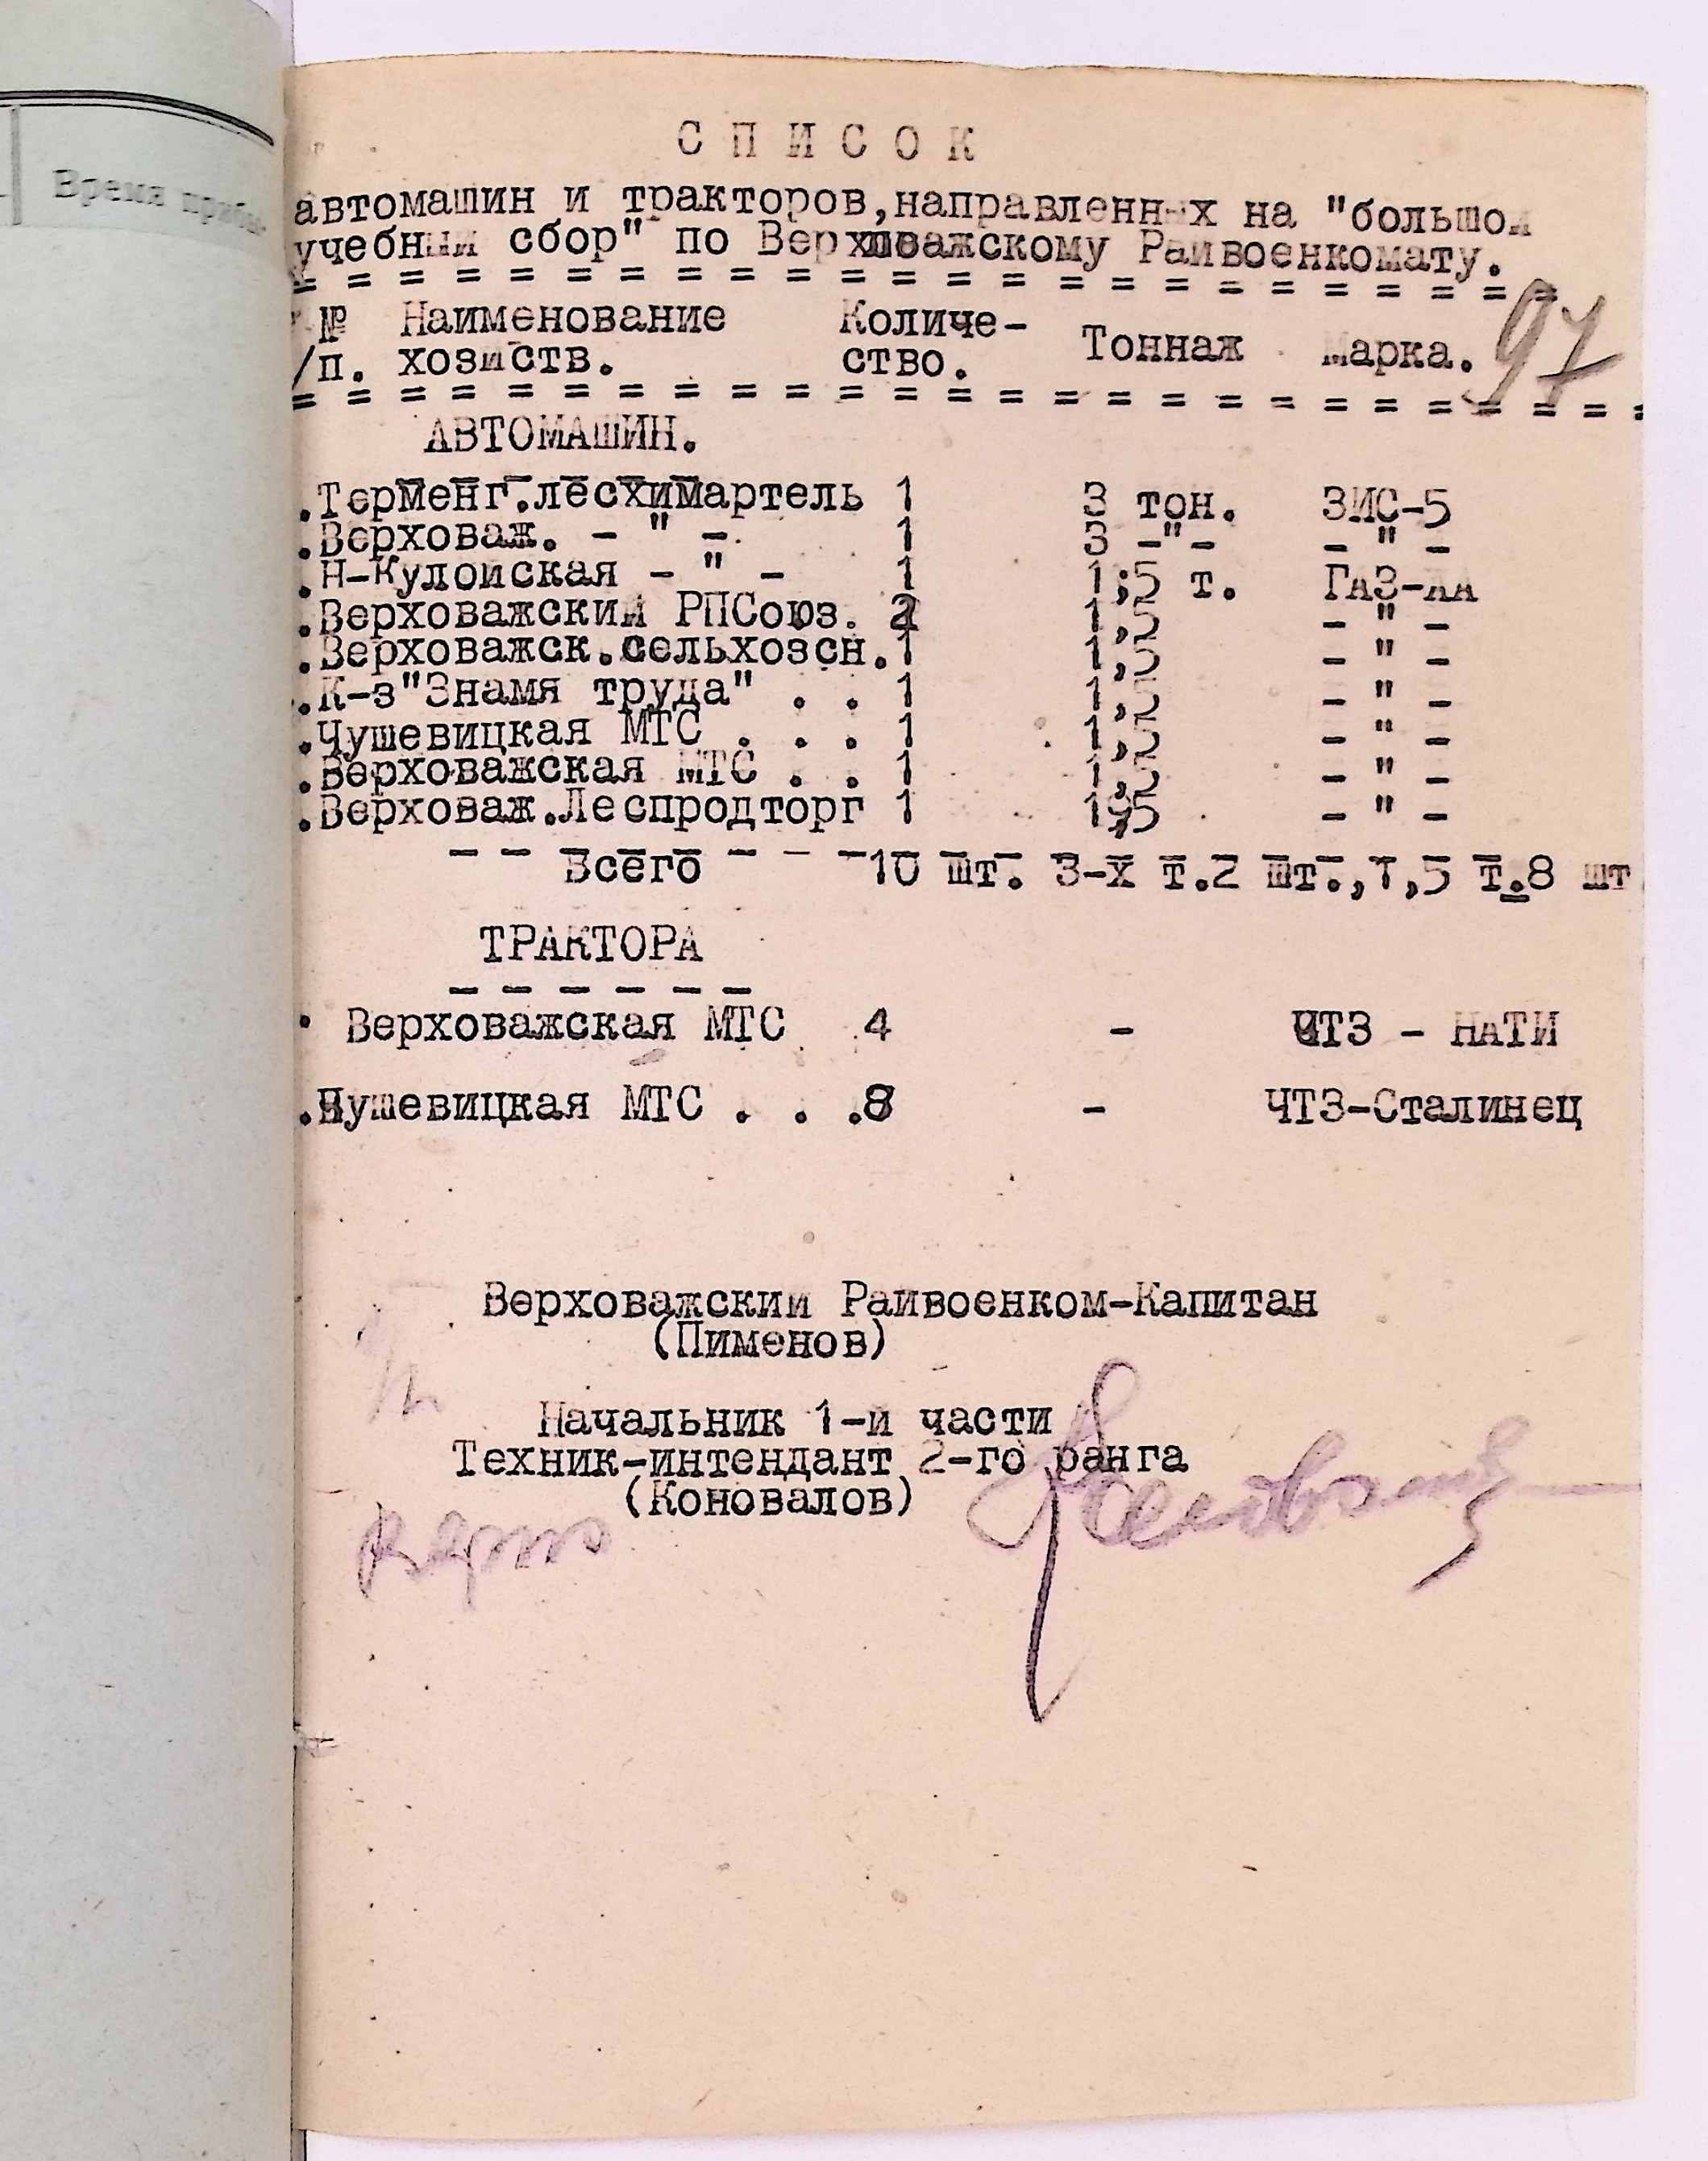 Время прибы-
С П И С О К
автомашин и тракторов,направленных на "большой
учебный сбор" по Верховажскому Райвоенкомату.
97
№ Наименование Количе-
/п. хозяйств. ство. Тоннаж Марка.
АВТОМАШИН.
.Терменг.лесхимартель 1 3 тон. ЗИС-5
.Верховаж. - " - 1 3 -"- - " -
.Н-Кулойская - " - 1 1,5 т. ГАЗ-АА
.Верховажский РПСоюз. 2 1,5 - " -
.Верховажск.сельхозсн.1 1,5 - " -
.К-з"Знамя труда" . . 1 1,5 - " -
.Чушевицкая МТС . . . 1 1,5 - " -
.Верховажская МТС . . 1 1,5 - " -
.Верховаж.Леспродторг 1 1,5 - " -
Всего 10 шт. 3-х т.2 шт.,1,5 т.8 шт
ТРАКТОРА
Верховажская МТС 4 - ЧТЗ - НАТИ
.Чушевицкая МТС . . .8 - ЧТЗ-Сталинец
Верховажский Райвоенком-Капитан
(Пименов)
Начальник 1-й части
Техник-интендант 2-го ранга
(Коновалов)
Верно